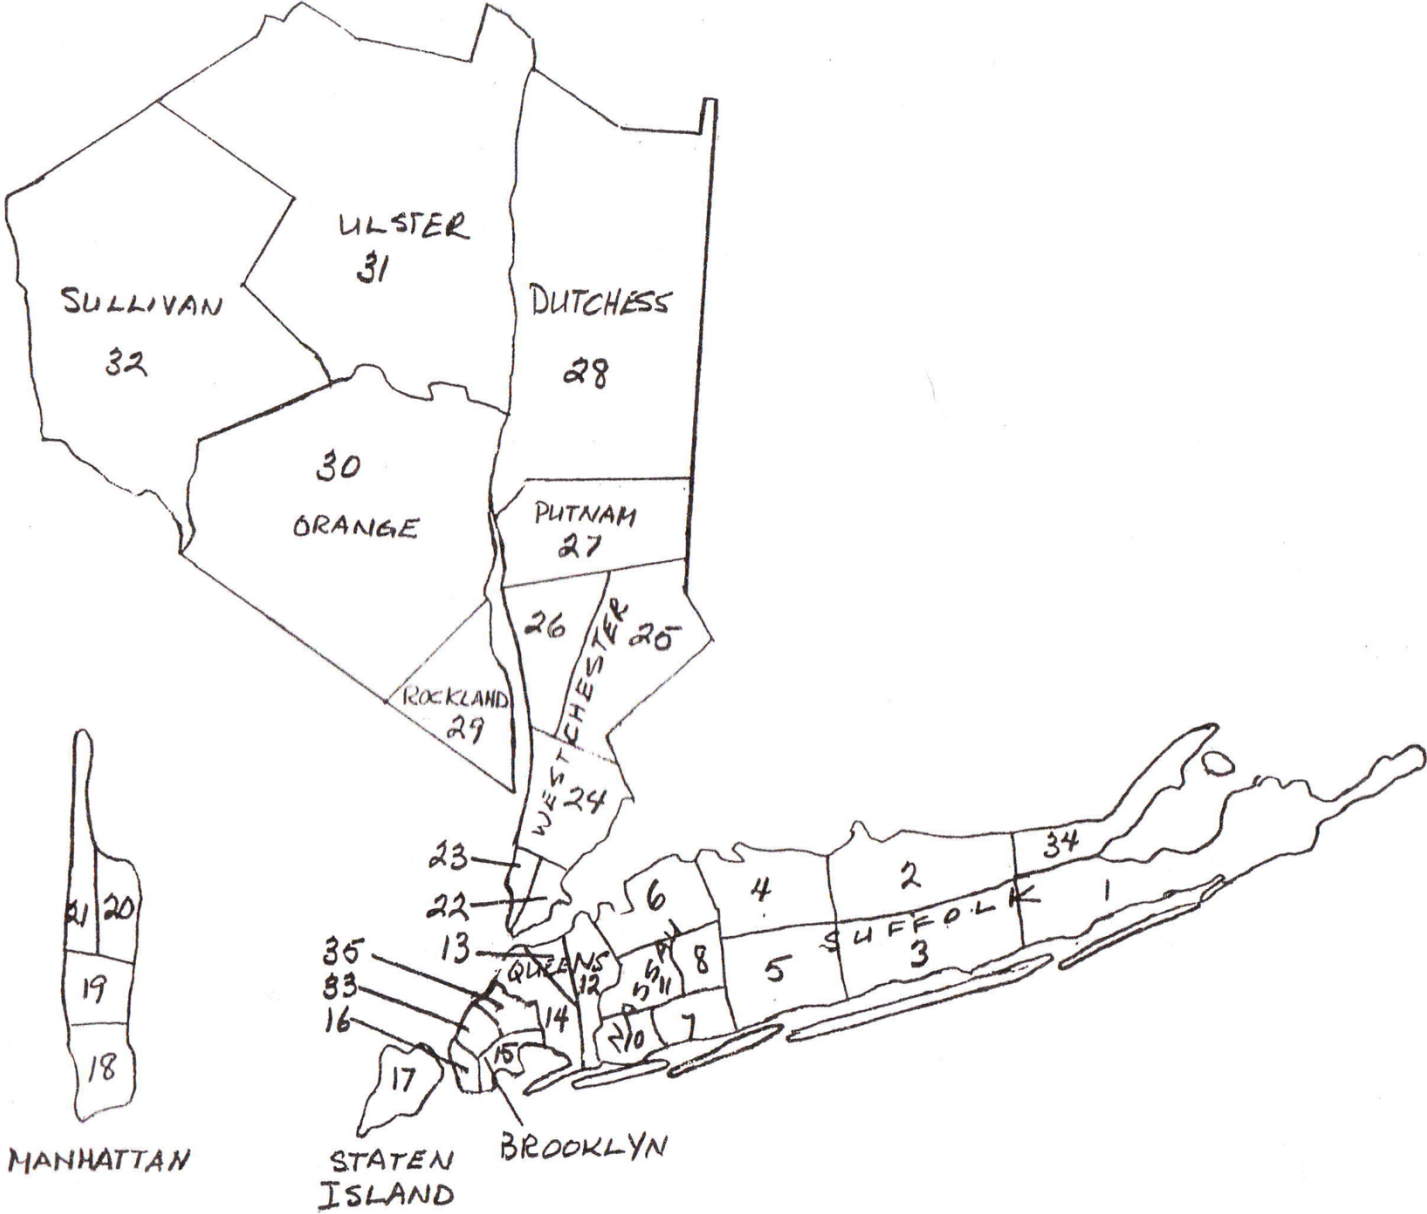 ULSTER
31
SULLIVAN
32
DUTCHESS
28
30
ORANGE
PUTNAM
27
26
25
WESTCHESTER
ROCKLAND
29
24
23
22
21
20
19
18
MANHATTAN
34
2
1
4
6
SUFFOLK
3
5
8
11
NASSAU
13
QUEENS
12
35
33
16
14
10
7
15
17
STATEN
ISLAND
BROOKLYN